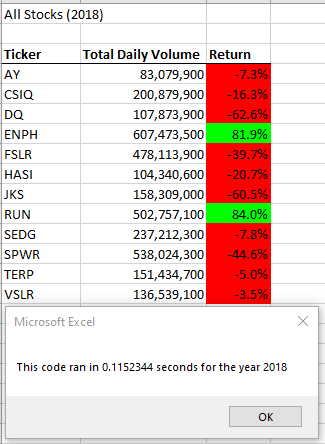 All Stocks (2018)
Ticker Total Daily Volume Return
AY 83,079,900 -7.3%
CSIQ 200,879,900 -16.3%
DQ 107,873,900 -62.6%
ENPH 607,473,500 81.9%
FSLR 478,113,900 -39.7%
HASI 104,340,600 -20.7%
JKS 158,309,000 -60.5%
RUN 502,757,100 84.0%
SEDG 237,212,300 -7.8%
SPWR 538,024,300 -44.6%
TERP 151,434,700 -5.0%
VSLR 136,539,100 -3.5%
Microsoft Excel
This code ran in 0.1152344 seconds for the year 2018
OK